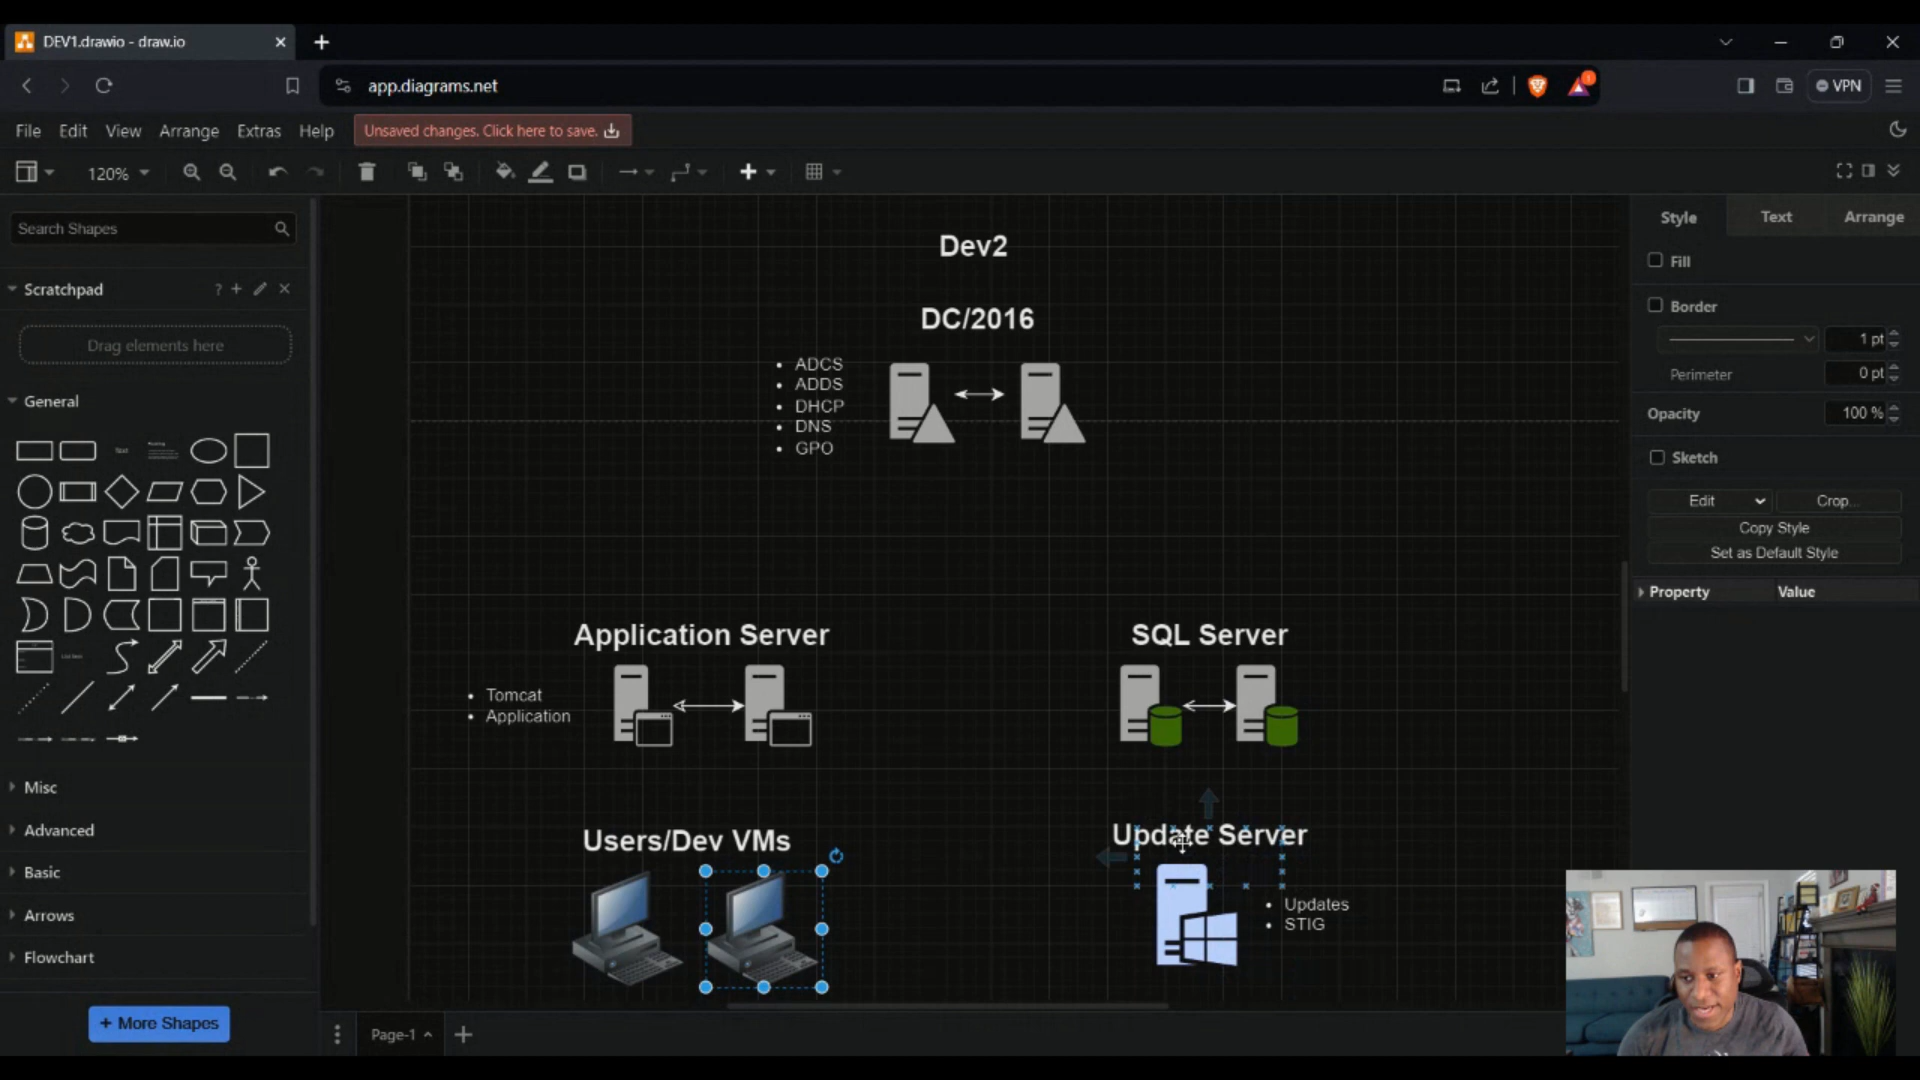 DEV1.drawio - draw.io
app.diagrams.net
VPN
File Edit View Arrange Extras Help
Unsaved changes. Click here to save.
120%
Search Shapes
Scratchpad
?
Drag elements here
General
Text
Misc
Advanced
Basic
Arrows
Flowchart
+ More Shapes
Dev2
DC/2016
• ADCS
• ADDS
• DHCP
• DNS
• GPO
Application Server
• Tomcat
• Application
SQL Server
Users/Dev VMs
Update Server
• Updates
• STIG
Page-1
Style Text Arrange
Fill
Border
1 pt
Perimeter 0 pt
Opacity 100 %
Sketch
Edit Crop...
Copy Style
Set as Default Style
Property Value